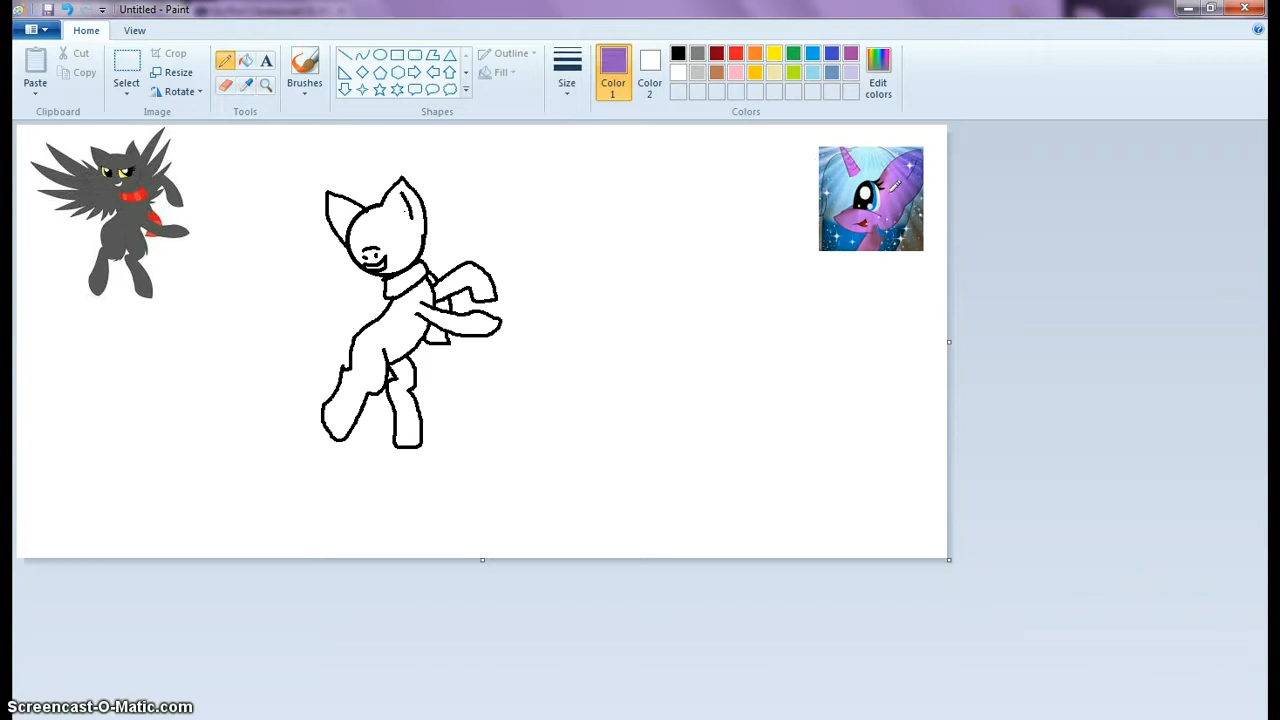 Untitled - Paint
Home View
Paste
Cut
Copy
Clipboard
Select
Crop
Resize
Rotate
Image
A
Tools
Brushes
Outline
Fill
Shapes
Size
Color 1
Color 2
Edit colors
Colors
Screencast-O-Matic.com